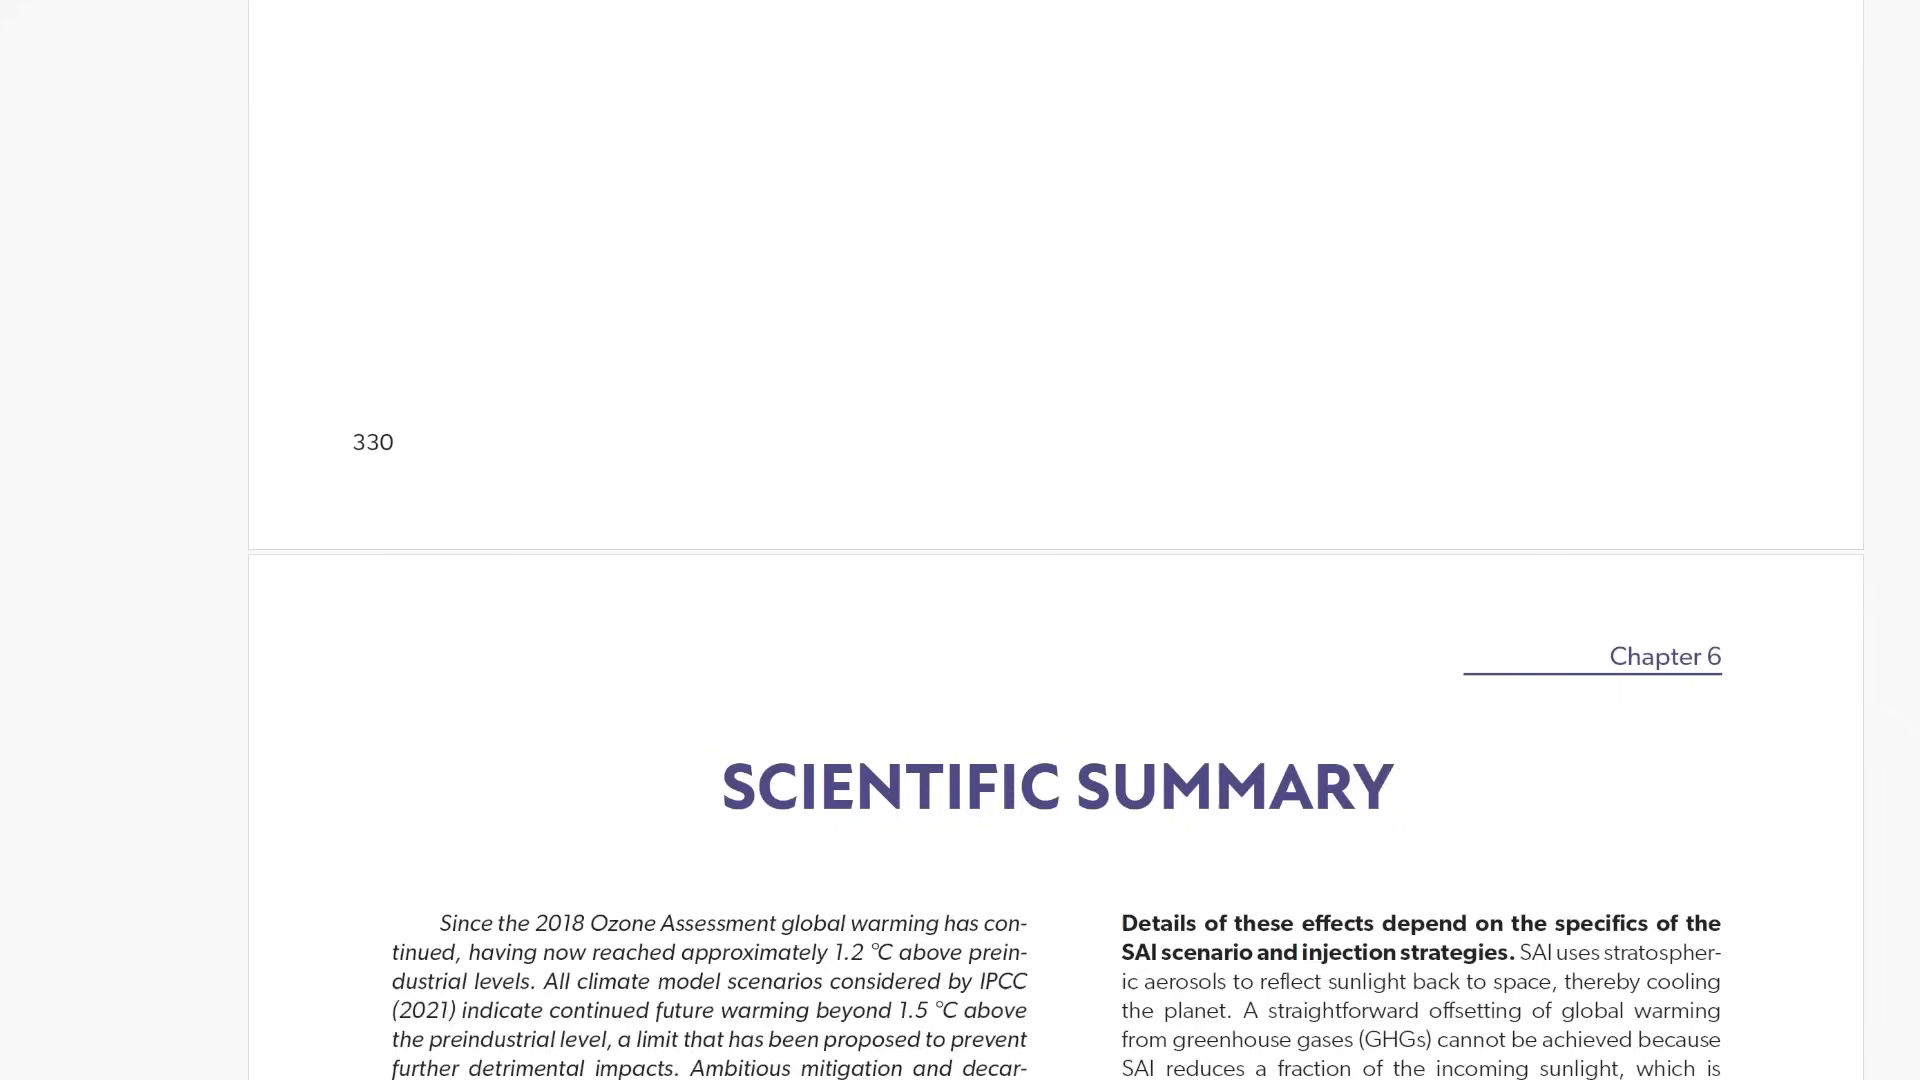 330
Chapter 6
SCIENTIFIC SUMMARY
Since the 2018 Ozone Assessment global warming has con-
tinued, having now reached approximately 1.2 °C above prein-
dustrial levels. All climate model scenarios considered by IPCC
(2021) indicate continued future warming beyond 1.5 °C above
the preindustrial level, a limit that has been proposed to prevent
further detrimental impacts. Ambitious mitigation and decar-
Details of these effects depend on the specifics of the
SAI scenario and injection strategies. SAI uses stratospher-
ic aerosols to reflect sunlight back to space, thereby cooling
the planet. A straightforward offsetting of global warming
from greenhouse gases (GHGs) cannot be achieved because
SAI reduces a fraction of the incoming sunlight, which is